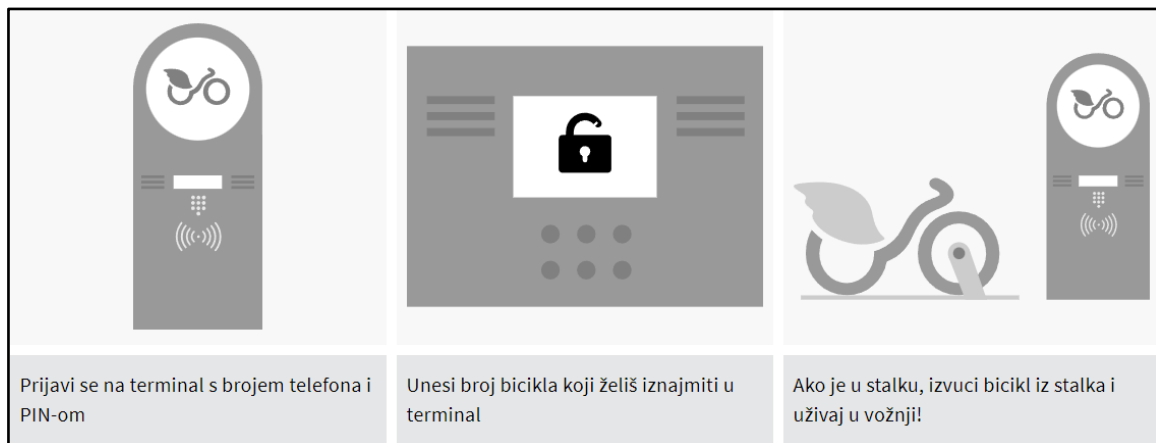 Prijavi se na terminal s brojem telefona i
PIN-om
Unesi broj bicikla koji želiš iznajmiti u
terminal
Ako je u stalku, izvuci bicikl iz stalka i
uživaj u vožnji!